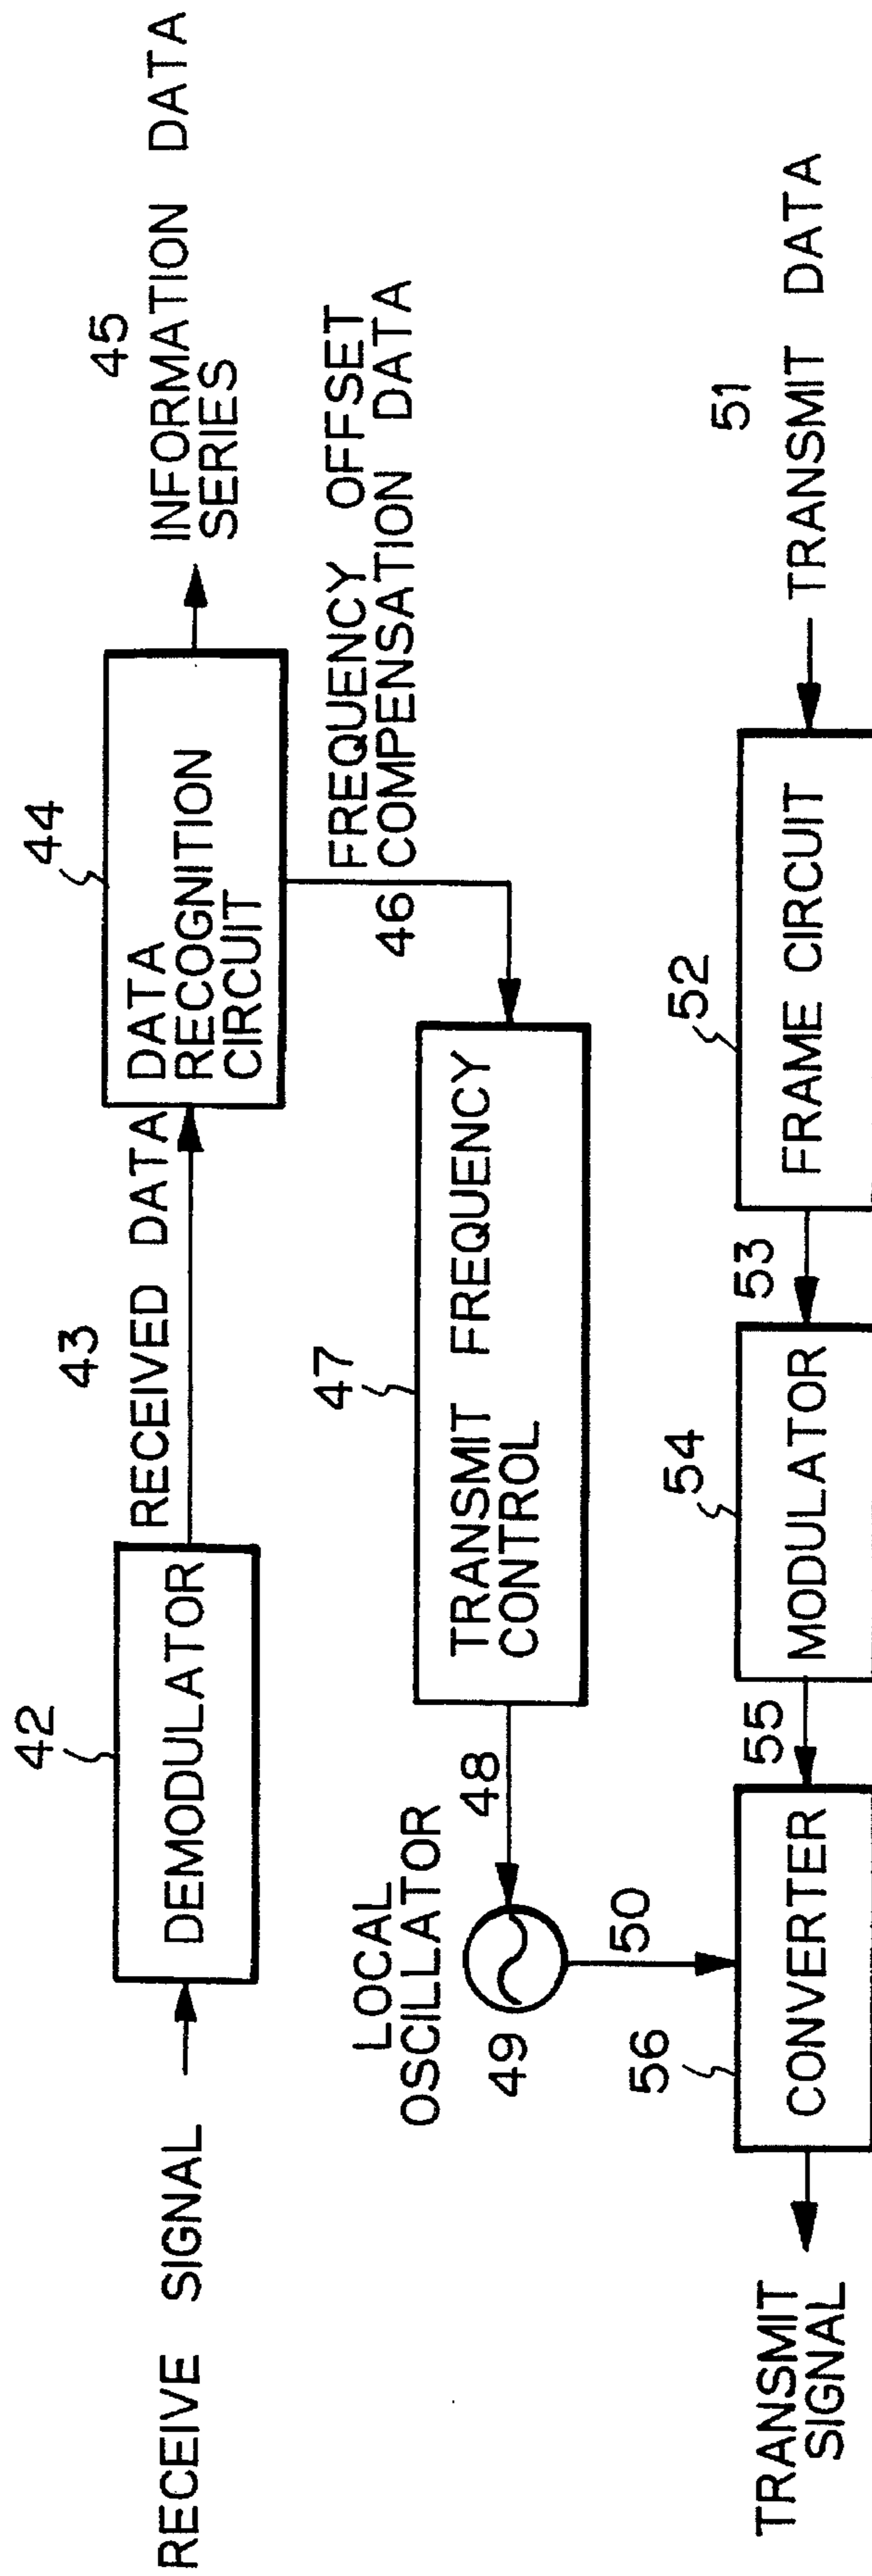 RECEIVE SIGNAL
42
DEMODULATOR
43
RECEIVED DATA
44
DATA
RECOGNITION
CIRCUIT
45
INFORMATION DATA
SERIES
FREQUENCY OFFSET
46 COMPENSATION DATA
47
TRANSMIT FREQUENCY
CONTROL
48
LOCAL
OSCILLATOR
49
50
TRANSMIT
SIGNAL
56
CONVERTER
55
54
MODULATOR
53
52
FRAME CIRCUIT
51
TRANSMIT DATA